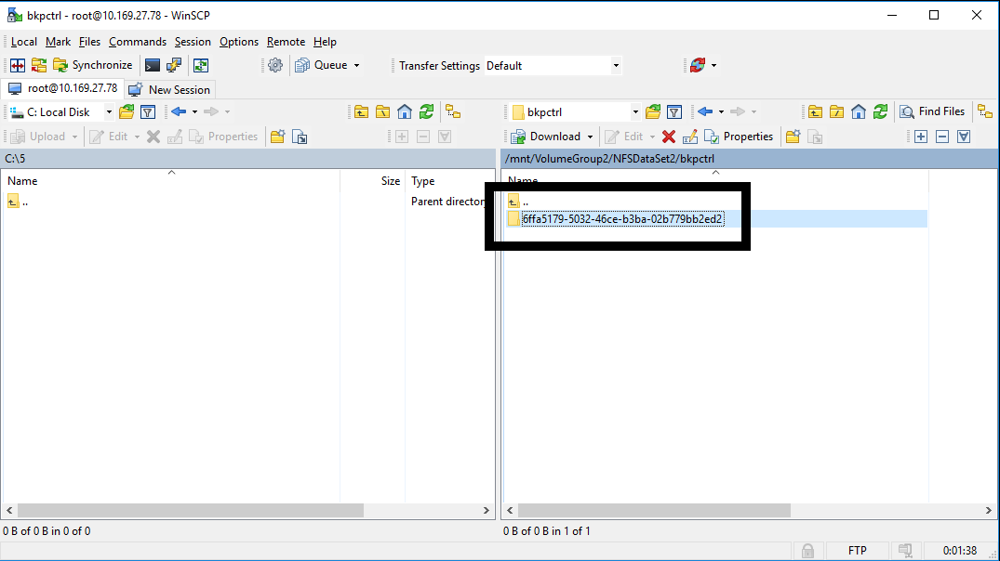 bkpctrl - root@10.169.27.78 - WinSCP
Local Mark Files Commands Session Options Remote Help
Synchronize Queue Transfer Settings Default
root@10.169.27.78 New Session
C: Local Disk bkpctrl Find Files
Upload Edit Properties Download Edit Properties
C:\5 /mnt/VolumeGroup2/NFSDataSet2/bkpctrl
Name Size Type Name
.. Parent directory ..
6ffa5179-5032-46ce-b3ba-02b779bb2ed2
0 B of 0 B in 0 of 0 0 B of 0 B in 1 of 1
FTP 0:01:38